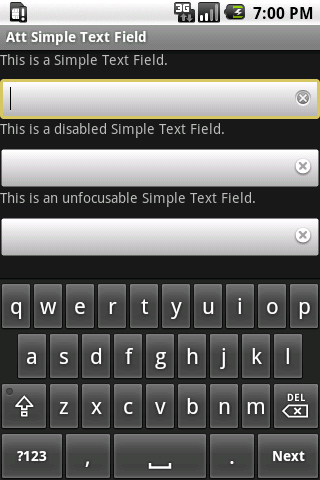 3G 7:00 PM
Att Simple Text Field
This is a Simple Text Field.
This is a disabled Simple Text Field.
This is an unfocusable Simple Text Field.
q w e r t y u i o p
a s d f g h j k l
z x c v b n m DEL
?123 , . Next